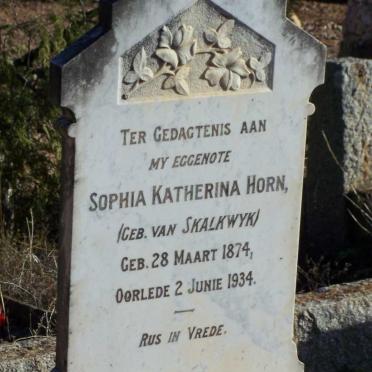 TER GEDAGTENIS AAN
MY EGGENOTE
SOPHIA KATHERINA HORN,
(GEB. VAN SKALKWYK)
GEB. 28 MAART 1874,
OORLEDE 2 JUNIE 1934.
RUS IN VREDE.